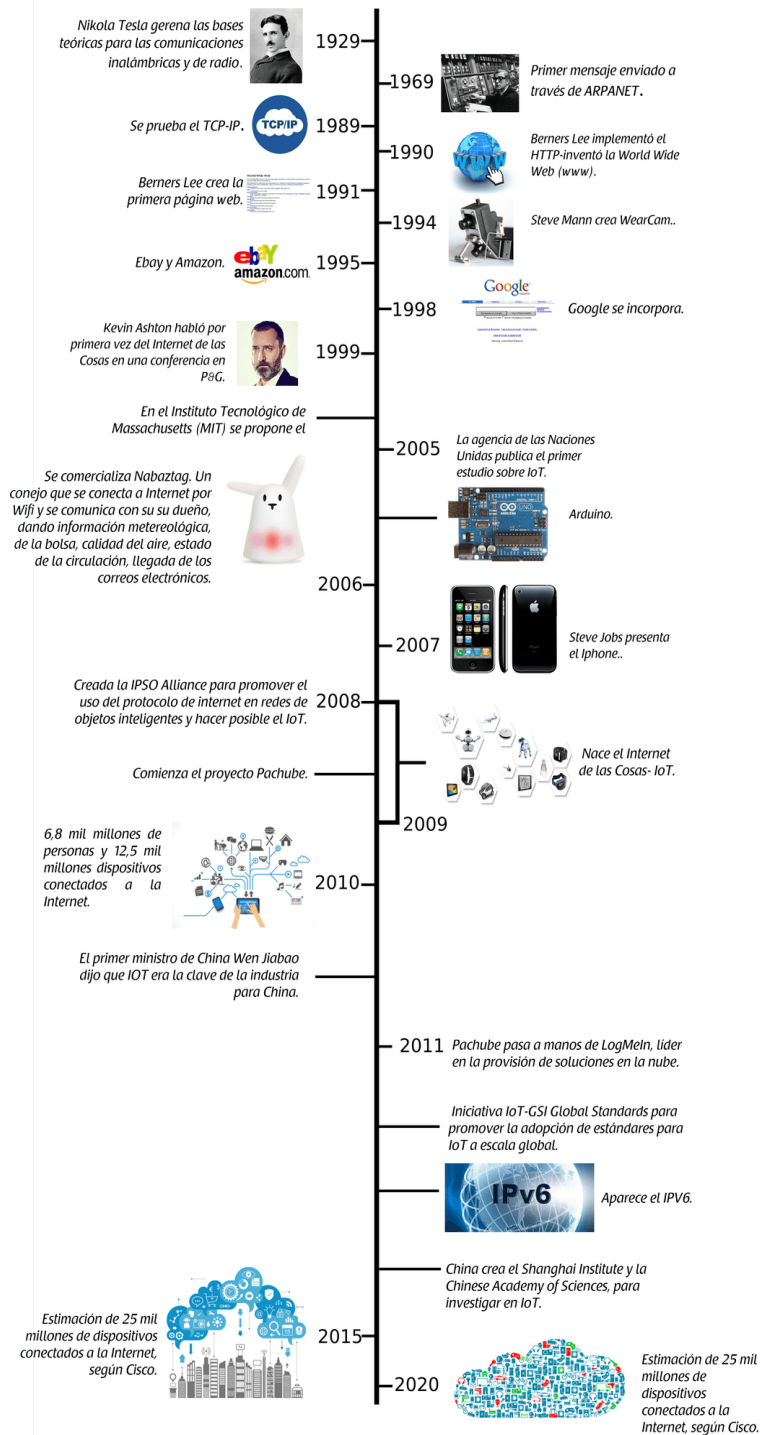 Nikola Tesla gerena las bases
teóricas para las comunicaciones
inalámbricas y de radio.
1929
1969
Primer mensaje enviado a
través de ARPANET.
Se prueba el TCP-IP.
TCP/IP
1989
1990
WWW
Berners Lee implementó el
HTTP-inventó la World Wide
Web (www).
Berners Lee crea la
primera página web.
1991
1994
Steve Mann crea WearCam..
Ebay y Amazon.
ebay
amazon.com
1995
1998
Google
Google se incorpora.
Kevin Ashton habló por
primera vez del Internet de las
Cosas en una conferencia en
P&G.
1999
En el Instituto Tecnológico de
Massachusetts (MIT) se propone el
2005
La agencia de las Naciones
Unidas publica el primer
estudio sobre IoT.
Se comercializa Nabaztag. Un
conejo que se conecta a Internet por
Wifi y se comunica con su su dueño,
dando información metereológica,
de la bolsa, calidad del aire, estado
de la circulación, llegada de los
correos electrónicos.
UNO
ARDUINO
Arduino.
2006
2007
Steve Jobs presenta
el Iphone..
Creada la IPSO Alliance para promover el
uso del protocolo de internet en redes de
objetos inteligentes y hacer posible el IoT.
2008
Nace el Internet
de las Cosas- IoT.
Comienza el proyecto Pachube.
2009
6,8 mil millones de
personas y 12,5 mil
millones dispositivos
conectados a la
Internet.
2010
El primer ministro de China Wen Jiabao
dijo que IOT era la clave de la industria
para China.
2011
Pachube pasa a manos de LogMeIn, líder
en la provisión de soluciones en la nube.
Iniciativa IoT-GSI Global Standards para
promover la adopción de estándares para
IoT a escala global.
IPv6
Aparece el IPV6.
China crea el Shanghai Institute y la
Chinese Academy of Sciences, para
investigar en IoT.
Estimación de 25 mil
millones de dispositivos
conectados a la Internet,
según Cisco.
2015
2020
Estimación de 25 mil
millones de
dispositivos
conectados a la
Internet, según Cisco.